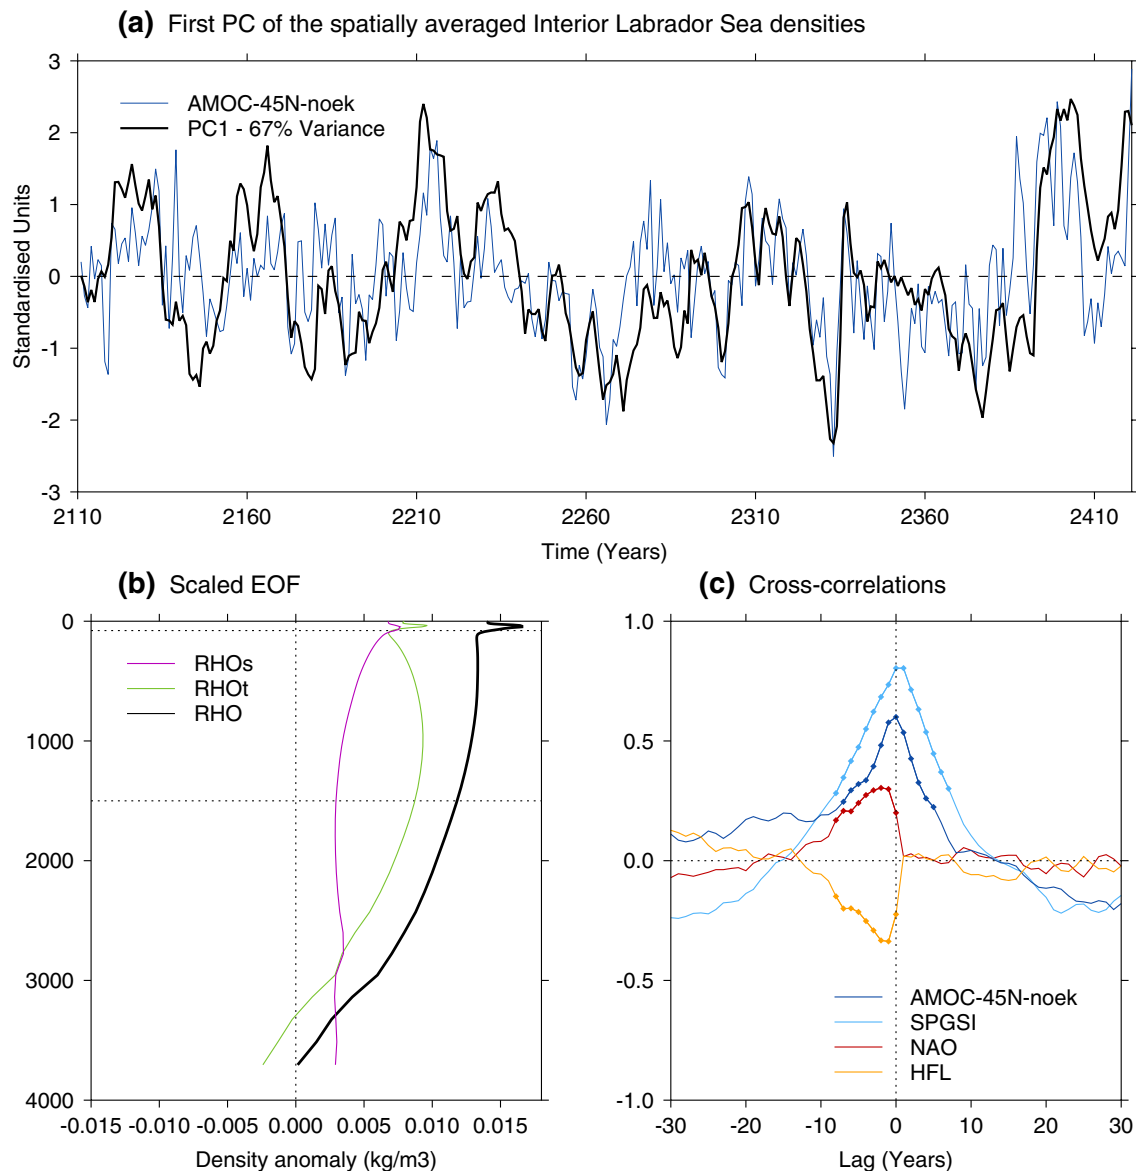 (a) First PC of the spatially averaged Interior Labrador Sea densities
3
2
1
0
-1
-2
-3
Standardised Units
AMOC-45N-noek
PC1 - 67% Variance
2110 2160 2210 2260 2310 2360 2410
Time (Years)
(b) Scaled EOF
0
1000
2000
3000
4000
RHOs
RHOt
RHO
-0.015 -0.010 -0.005 0.000 0.005 0.010 0.015
Density anomaly (kg/m3)
(c) Cross-correlations
1.0
0.5
0.0
-0.5
-1.0
AMOC-45N-noek
SPGSI
NAO
HFL
-30 -20 -10 0 10 20 30
Lag (Years)